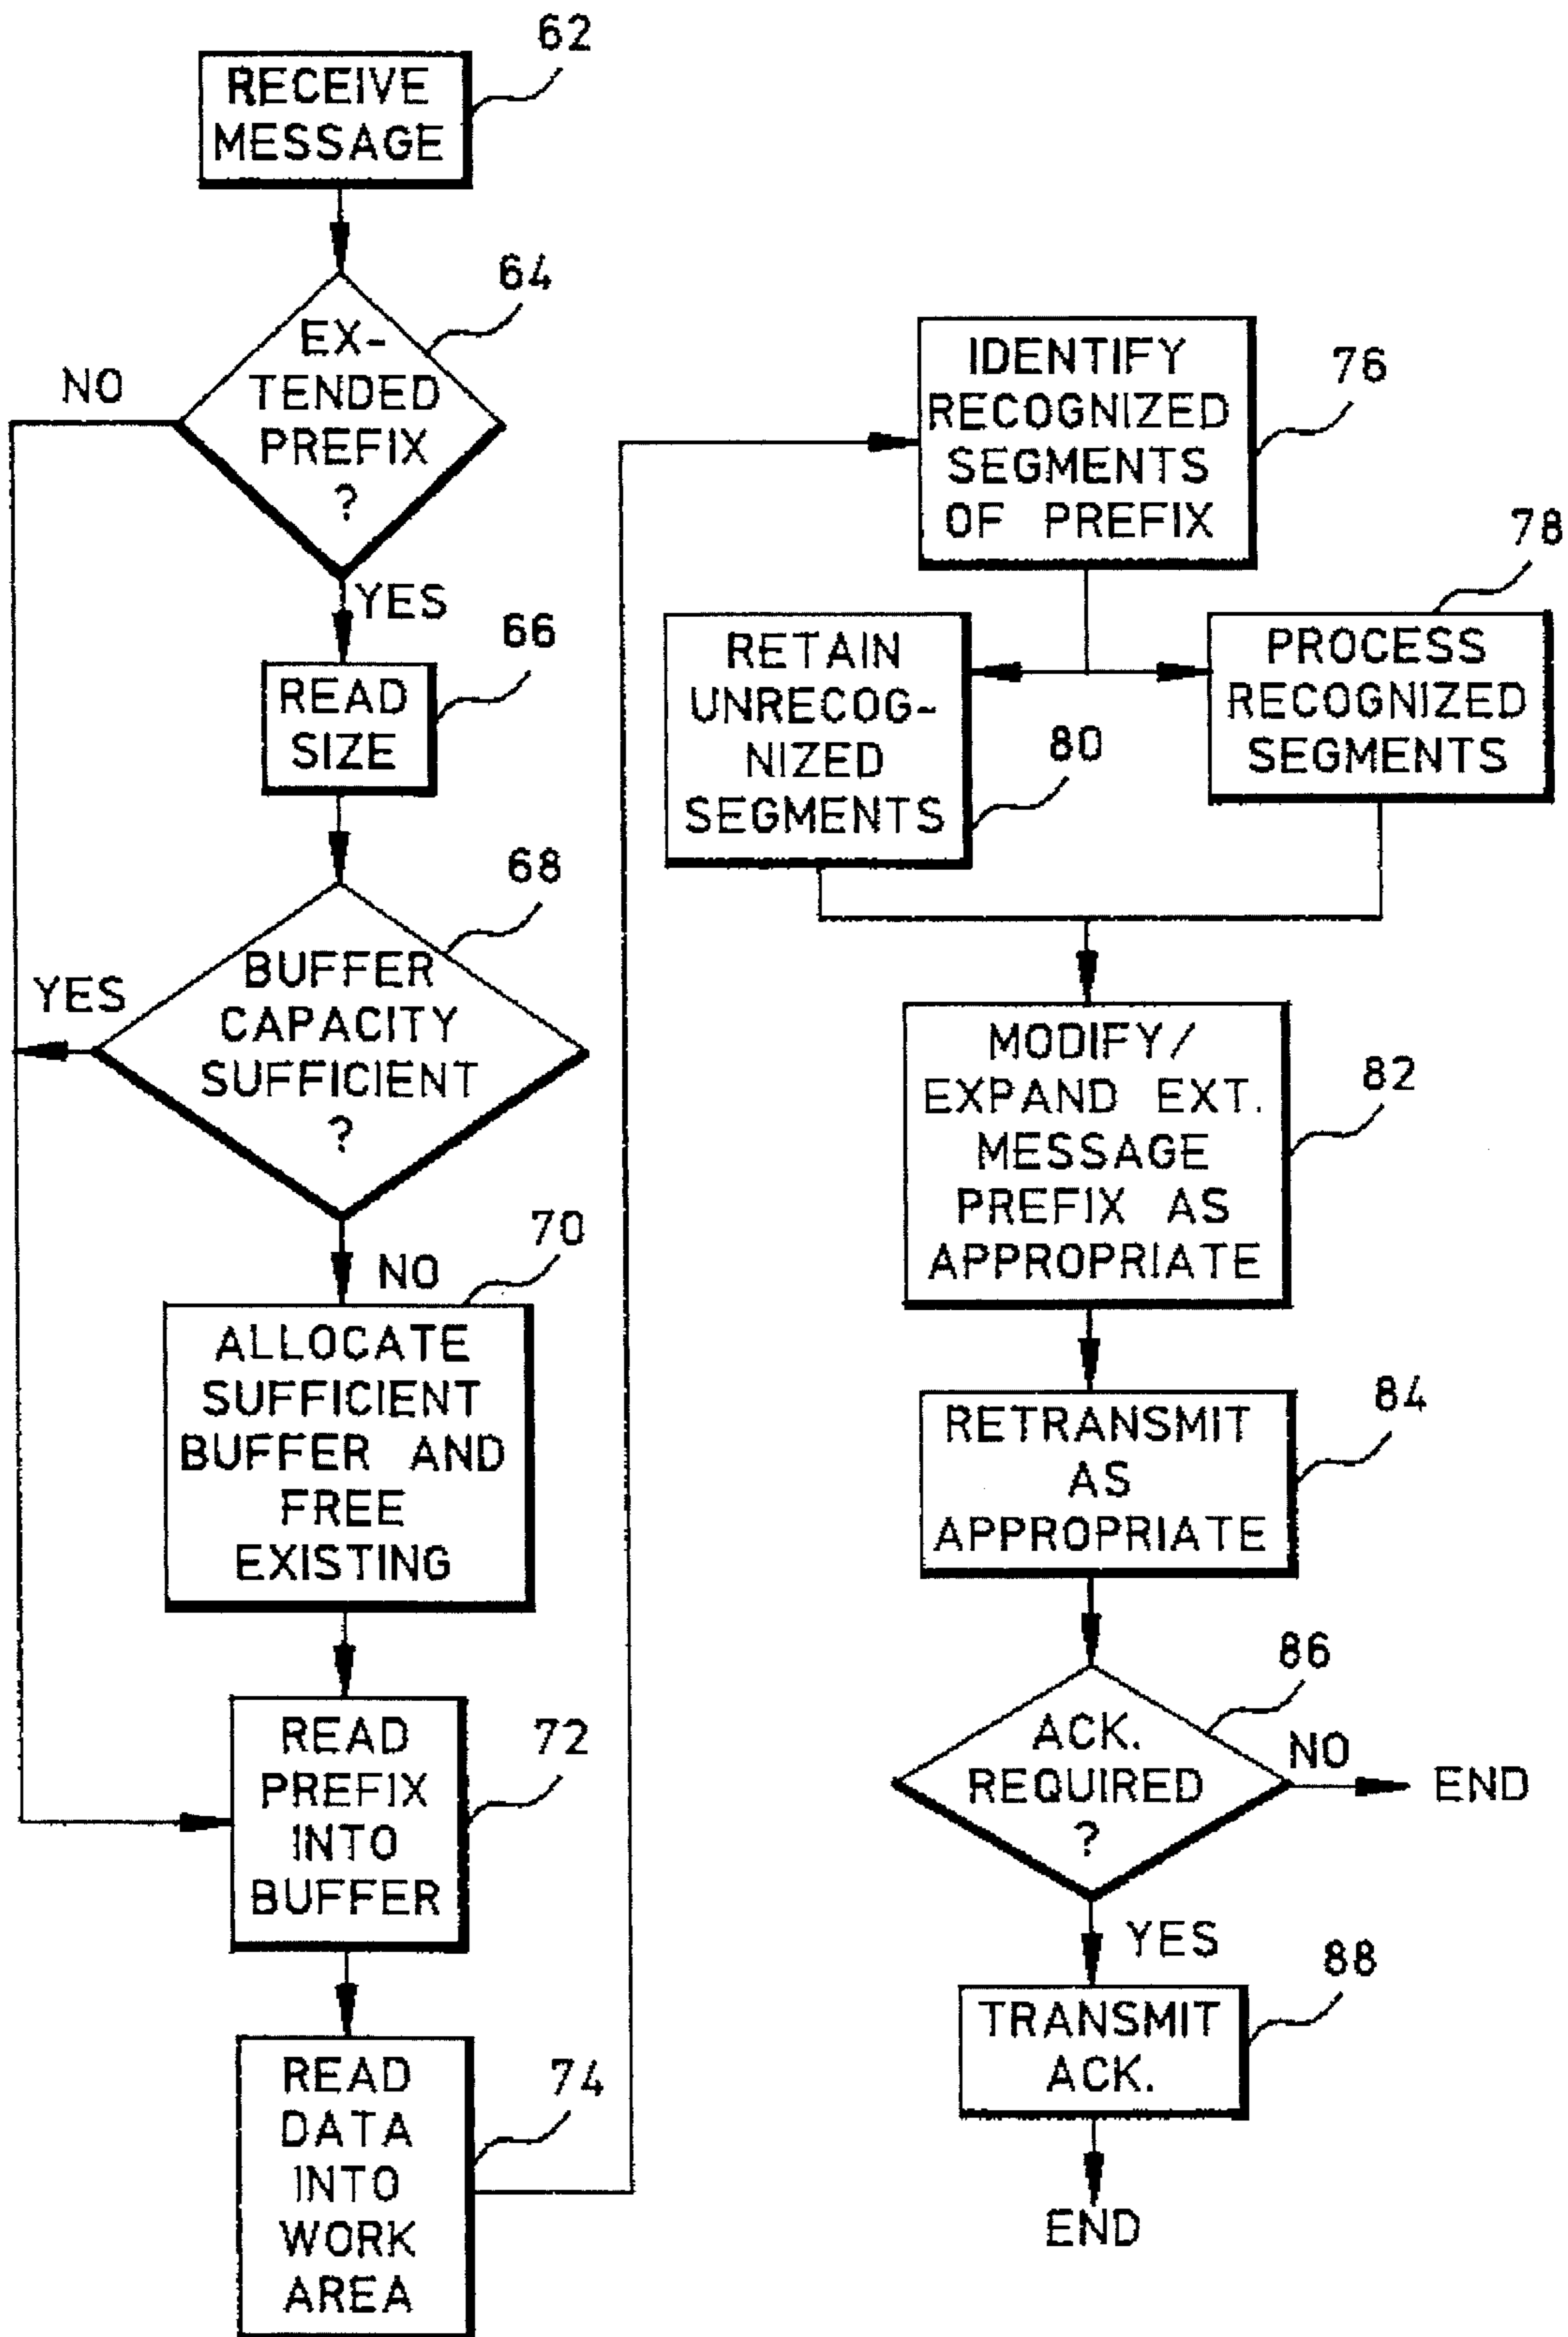 62
RECEIVE
MESSAGE
64
EX-
TENDED
PREFIX
?
NO
YES
66
READ
SIZE
68
BUFFER
CAPACITY
SUFFICIENT
?
YES
NO
70
ALLOCATE
SUFFICIENT
BUFFER AND
FREE
EXISTING
72
READ
PREFIX
INTO
BUFFER
74
READ
DATA
INTO
WORK
AREA
76
IDENTIFY
RECOGNIZED
SEGMENTS
OF PREFIX
78
PROCESS
RECOGNIZED
SEGMENTS
RETAIN
UNRECOG-
NIZED
SEGMENTS
80
MODIFY/
EXPAND EXT.
MESSAGE
PREFIX AS
APPROPRIATE
82
RETRANSMIT
AS
APPROPRIATE
84
86
ACK.
REQUIRED
?
NO
END
YES
88
TRANSMIT
ACK.
END